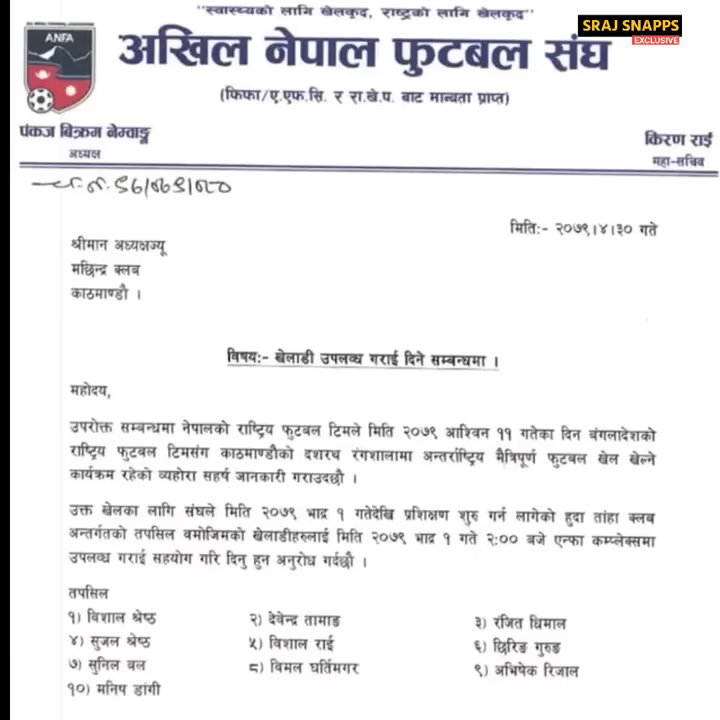 "स्वास्थ्यको लागि खेलकुद, राष्ट्रको लागि खेलकुद"
SRAJ SNAPPS
EXCLUSIVE
ANFA
अखिल नेपाल फुटबल संघ
(फिफा/ए.एफ.सि. र रा.खे.प. बाट मान्यता प्राप्त)
पंकज बिक्रम नेम्वाङ्ग
अध्यक्ष
किरण राई
महा-सचिव
च.नं.
मितिः- २०७९।४।३० गते
श्रीमान अध्यक्षज्यू
मछिन्द्र क्लब
काठमाण्डौ ।
विषयः- खेलाडी उपलब्ध गराई दिने सम्बन्धमा ।
महोदय,
उपरोक्त सम्बन्धमा नेपालको राष्ट्रिय फुटबल टिमले मिति २०७९ आश्विन ११ गतेका दिन बंगलादेशको
राष्ट्रिय फुटबल टिमसंग काठमाण्डौको दशरथ रंगशालामा अन्तर्राष्ट्रिय मैत्रिपूर्ण फुटबल खेल खेल्ने
कार्यक्रम रहेको व्यहोरा सहर्ष जानकारी गराउदछौ ।
उक्त खेलका लागि संघले मिति २०७९ भाद्र १ गतेदेखि प्रशिक्षण शुरु गर्न लागेको हुदा तांहा क्लब
अन्तर्गतको तपसिल बमोजिमको खेलाडीहरुलाई मिति २०७९ भाद्र १ गते २:०० बजे एन्फा कम्प्लेक्समा
उपलब्ध गराई सहयोग गरि दिनु हुन अनुरोध गर्दछौ ।
तपसिल
१) विशाल श्रेष्ठ २) देवेन्द्र तामाङ ३) रंजित धिमाल
४) सुजल श्रेष्ठ ५) विशाल राई ६) छिरिङ गुरुङ
७) सुनिल बल ८) विमल घर्तिमगर ९) अभिषेक रिजाल
१०) मनिष डांगी